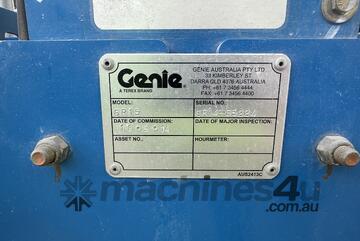 Genie
A TEREX BRAND
GENIE AUSTRALIA PTY LTD
33 KIMBERLEY ST
DARRA QLD 4076 AUSTRALIA
PH: +61 7 3456 4444
FAX: +61 7 3456 4400
MODEL:
SERIAL NO:
GR15
DATE OF COMMISSION:
DATE OF MAJOR INSPECTION:
ASSET NO.:
HOURMETER:
AUS2413C
machines4u
.com.au